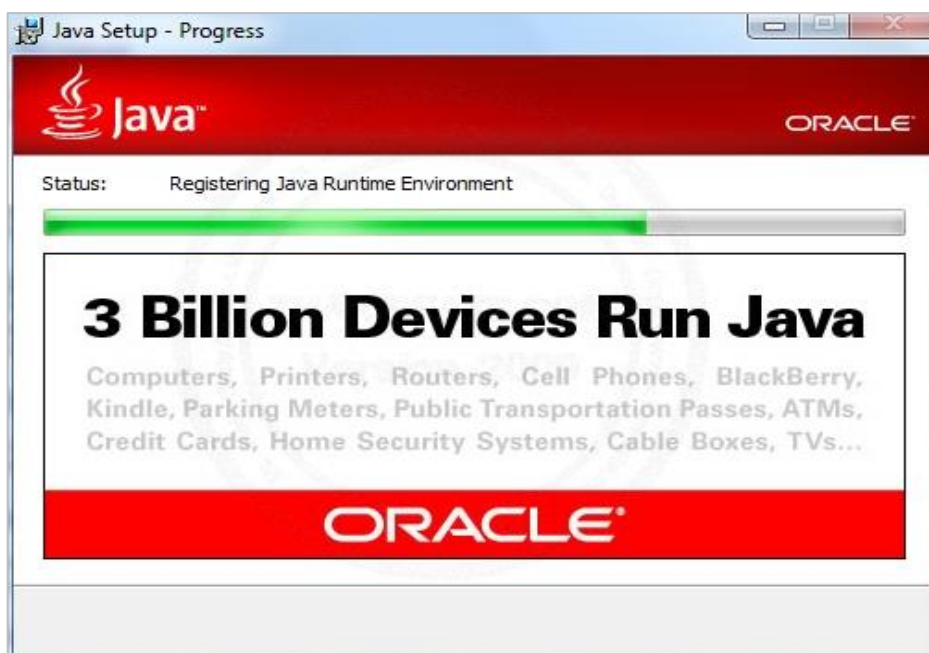 Java Setup - Progress
Java™
ORACLE®
Status: Registering Java Runtime Environment
3 Billion Devices Run Java
Computers, Printers, Routers, Cell Phones, BlackBerry,
Kindle, Parking Meters, Public Transportation Passes, ATMs,
Credit Cards, Home Security Systems, Cable Boxes, TVs...
ORACLE®